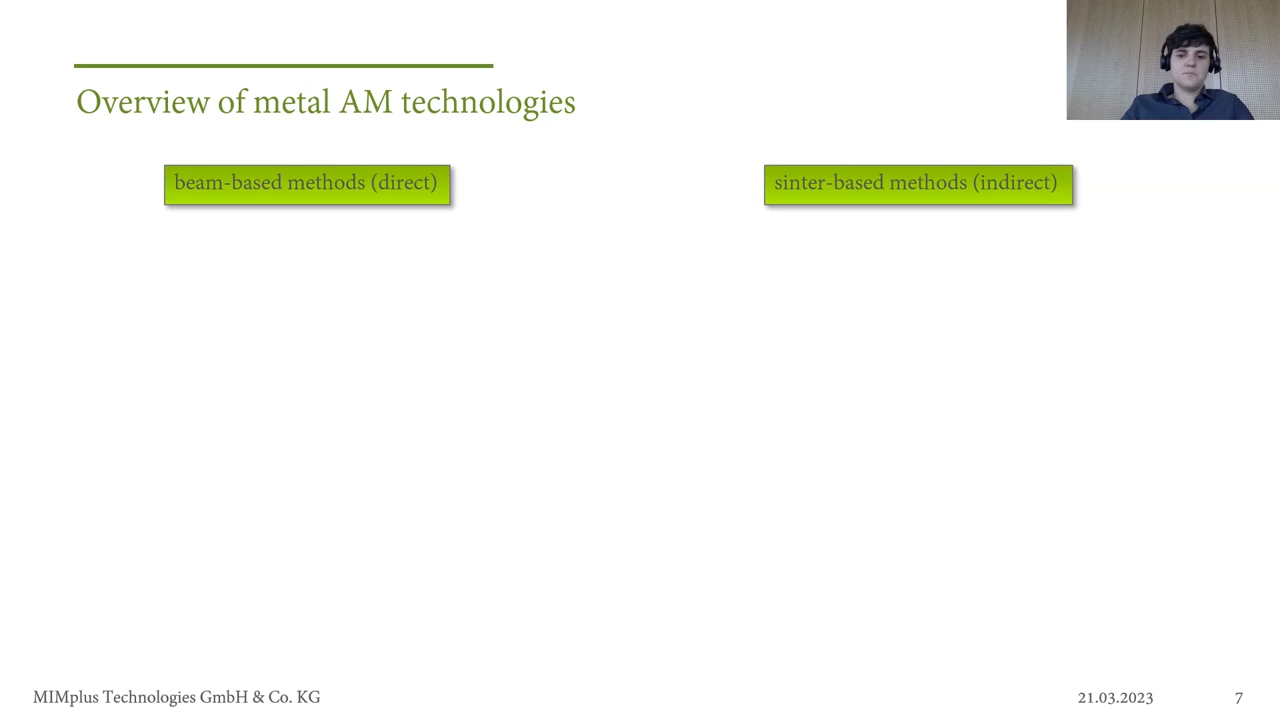 Overview of metal AM technologies
beam-based methods (direct)
sinter-based methods (indirect)
MIMplus Technologies GmbH & Co. KG
21.03.2023
7